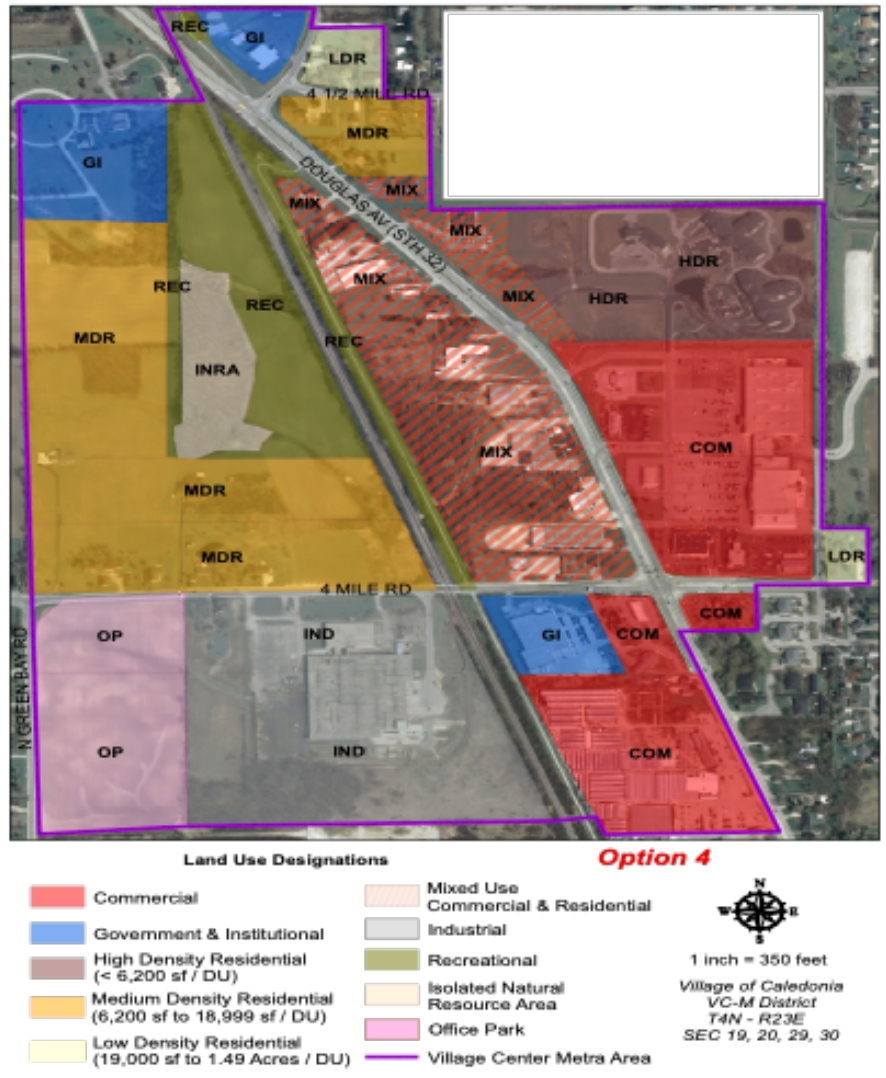 REC
GI
LDR
4 1/2 MILE RD
MDR
GI
MIX
MIX
DOUGLAS AV (STH 32)
MIX
MIX
MIX
HDR
HDR
REC
REC
REC
MDR
INRA
MIX
COM
MDR
MDR
LDR
4 MILE RD
N GREEN BAY RD
OP
IND
GI
COM
COM
OP
IND
COM
Land Use Designations
Option 4
Commercial
Government & Institutional
High Density Residential
(< 6,200 sf / DU)
Medium Density Residential
(6,200 sf to 18,999 sf / DU)
Low Density Residential
(19,000 sf to 1.49 Acres / DU)
Mixed Use
Commercial & Residential
Industrial
Recreational
Isolated Natural
Resource Area
Office Park
Village Center Metra Area
N
W E
S
1 inch = 350 feet
Village of Caledonia
VC-M District
T4N - R23E
SEC 19, 20, 29, 30